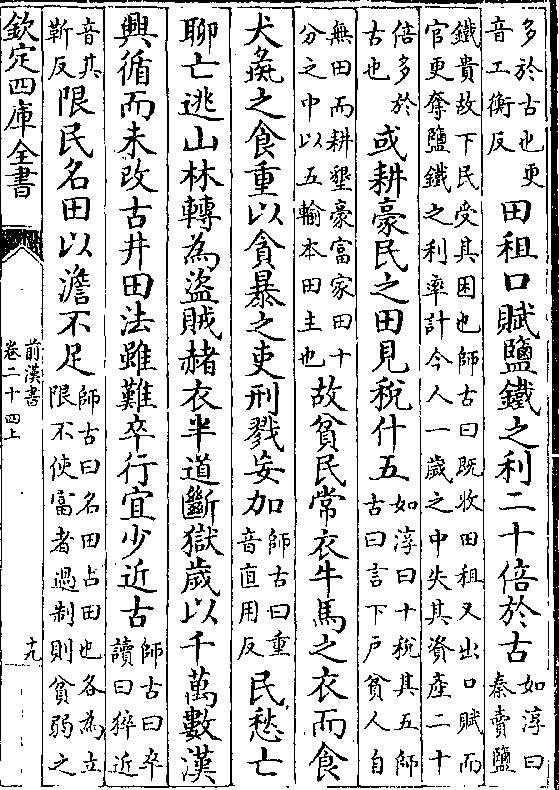 多於古也更
音工衡反
田租口賦鹽鐵之利二十倍於古
如淳曰
秦賣鹽
鐵貴故下民受其困也師古曰既收田租又出口賦而
官更奪鹽鐵之利率計今人一歲之中失其資產二十
倍多於
古也
或耕豪民之田見稅什五
如淳曰十稅其五師
古曰言下戶貧人自
無田而耕墾豪富家田十
分之中以五輸本田主也
故貧民常衣牛馬之衣而食
犬彘之食重以貪暴之吏刑戮妄加
師古曰重
音直用反
民愁亡
聊亡逃山林轉為盜賊赭衣半道斷獄歲以千萬數漢
興循而未改古井田法雖難卒行宜少近古
師古曰卒
讀曰猝近
音其
靳反
限民名田以澹不足
師古曰名田占田也各為立
限不使富者過制則貧弱之
欽定四庫全書
前漢書
卷二十四上
十九